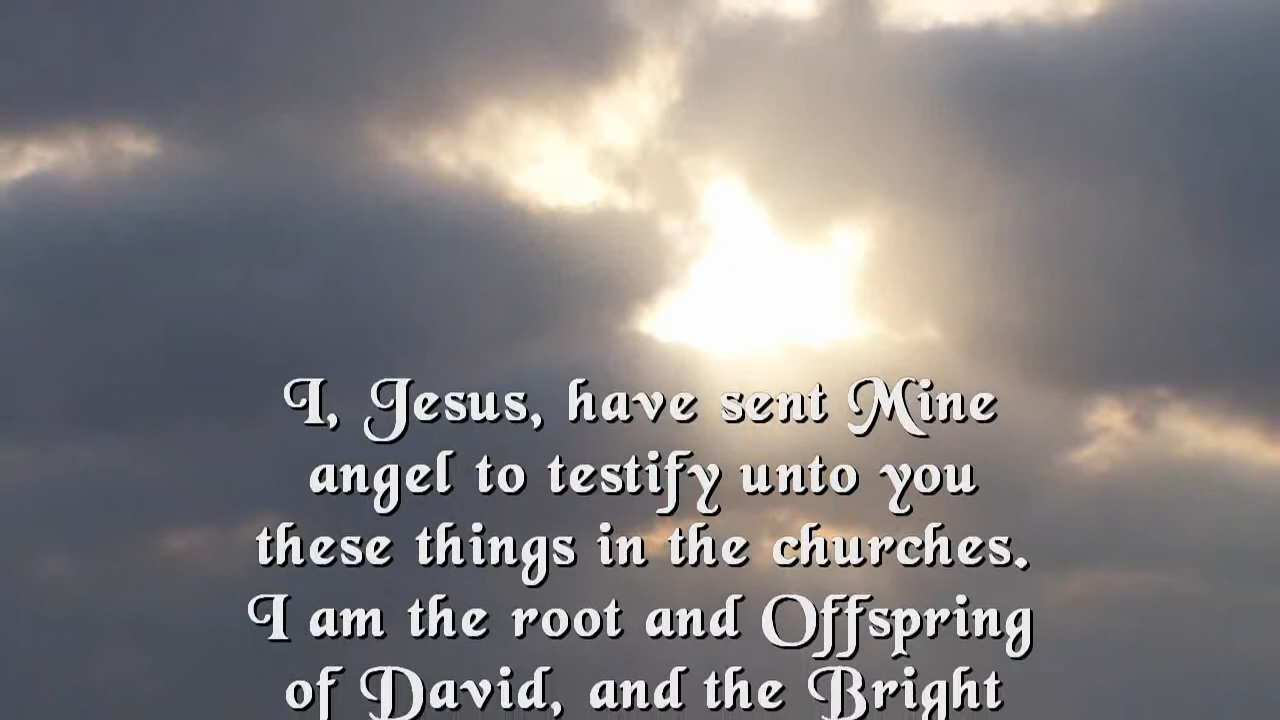 I, Jesus, have sent Mine
angel to testify unto you
these things in the churches.
I am the root and Offspring
of David, and the Bright